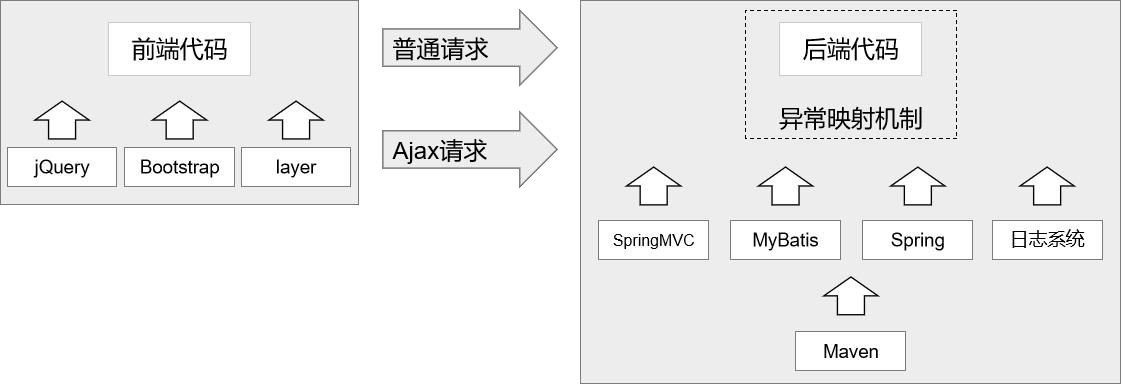 前端代码
jQuery
Bootstrap
layer
普通请求
Ajax请求
后端代码
异常映射机制
SpringMVC
MyBatis
Spring
日志系统
Maven